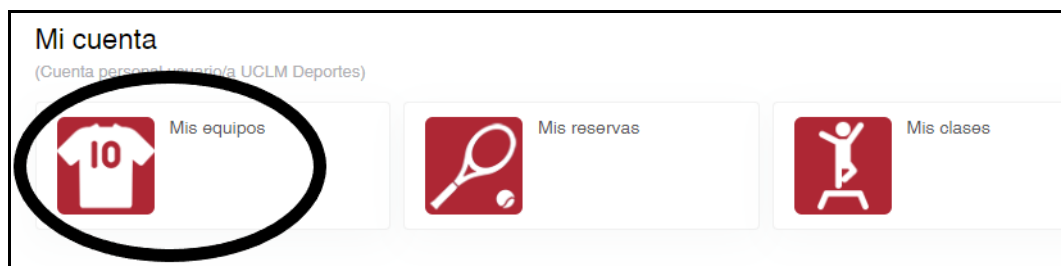 Mi cuenta
(Cuenta personal usuario/a UCLM Deportes)
Mis equipos
10
Mis reservas
Mis clases